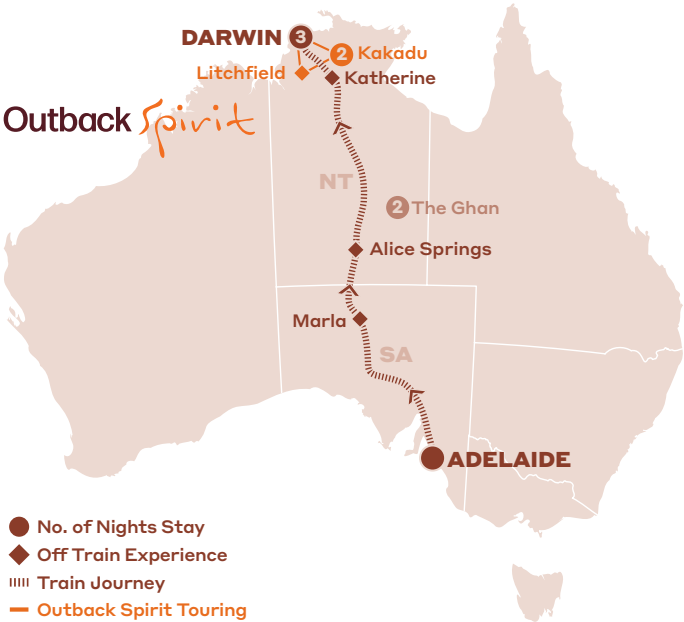 DARWIN 3
2 Kakadu
Litchfield
Katherine
Outback Spirit
NT
2 The Ghan
Alice Springs
Marla
SA
ADELAIDE
No. of Nights Stay
Off Train Experience
Train Journey
Outback Spirit Touring